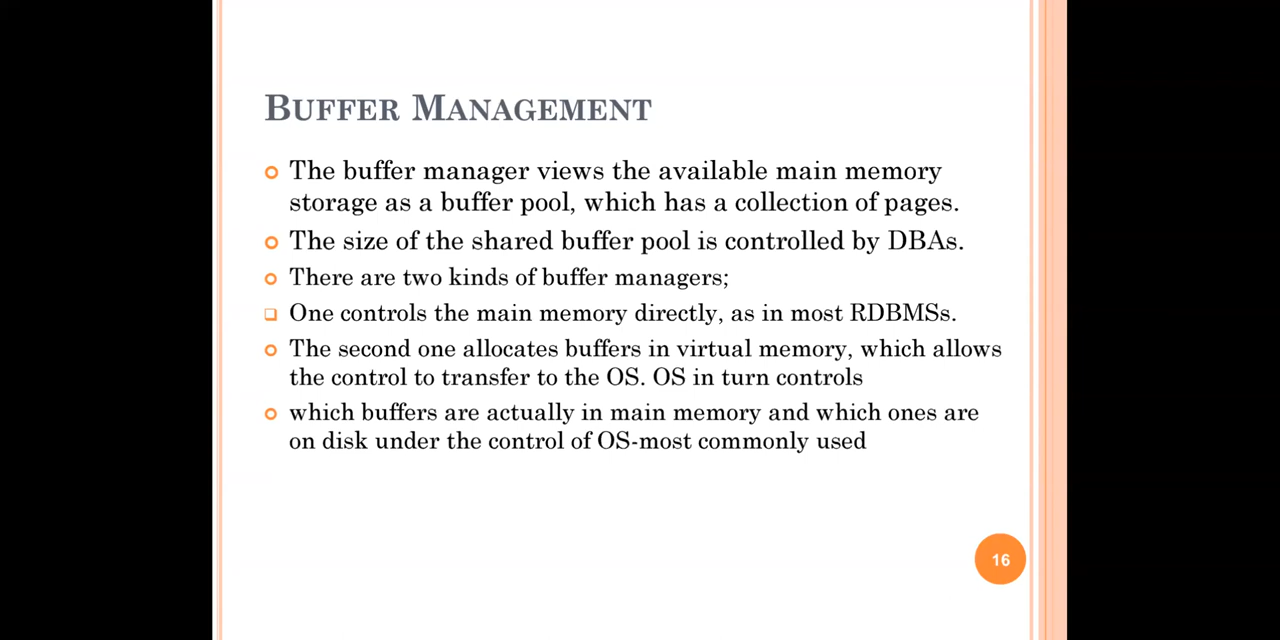 BUFFER MANAGEMENT
The buffer manager views the available main memory
storage as a buffer pool, which has a collection of pages.
The size of the shared buffer pool is controlled by DBAs.
There are two kinds of buffer managers;
One controls the main memory directly, as in most RDBMSs.
The second one allocates buffers in virtual memory, which allows
the control to transfer to the OS. OS in turn controls
which buffers are actually in main memory and which ones are
on disk under the control of OS-most commonly used
16